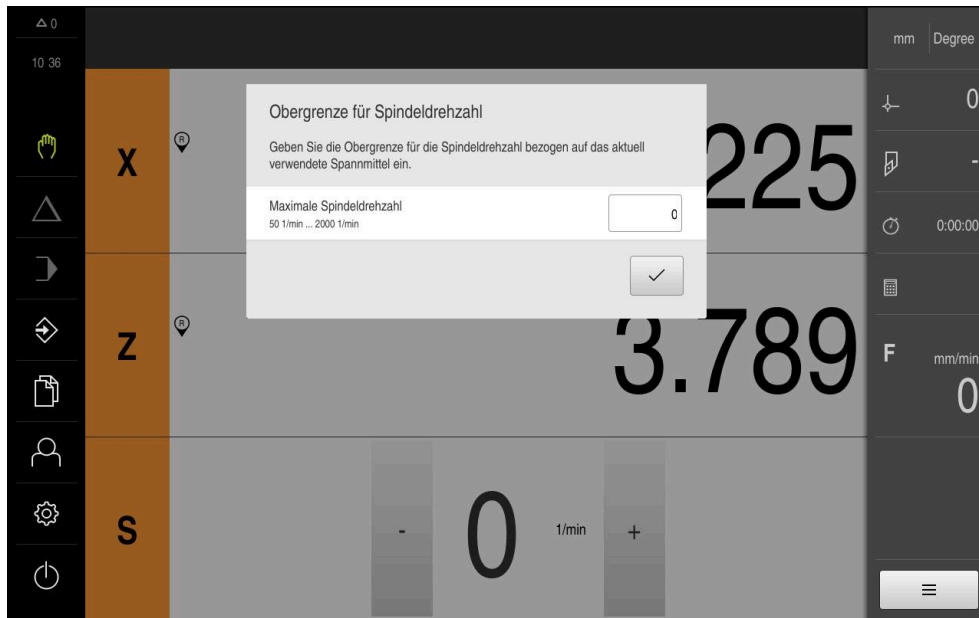 0
10 36
mm Degree
X
R
225
Obergrenze für Spindeldrehzahl
Geben Sie die Obergrenze für die Spindeldrehzahl bezogen auf das aktuell
verwendete Spannmittel ein.
Maximale Spindeldrehzahl
50 1/min ... 2000 1/min
0
0
-
0:00:00
Z
R
3.789
F
mm/min
0
S
-
0
1/min
+